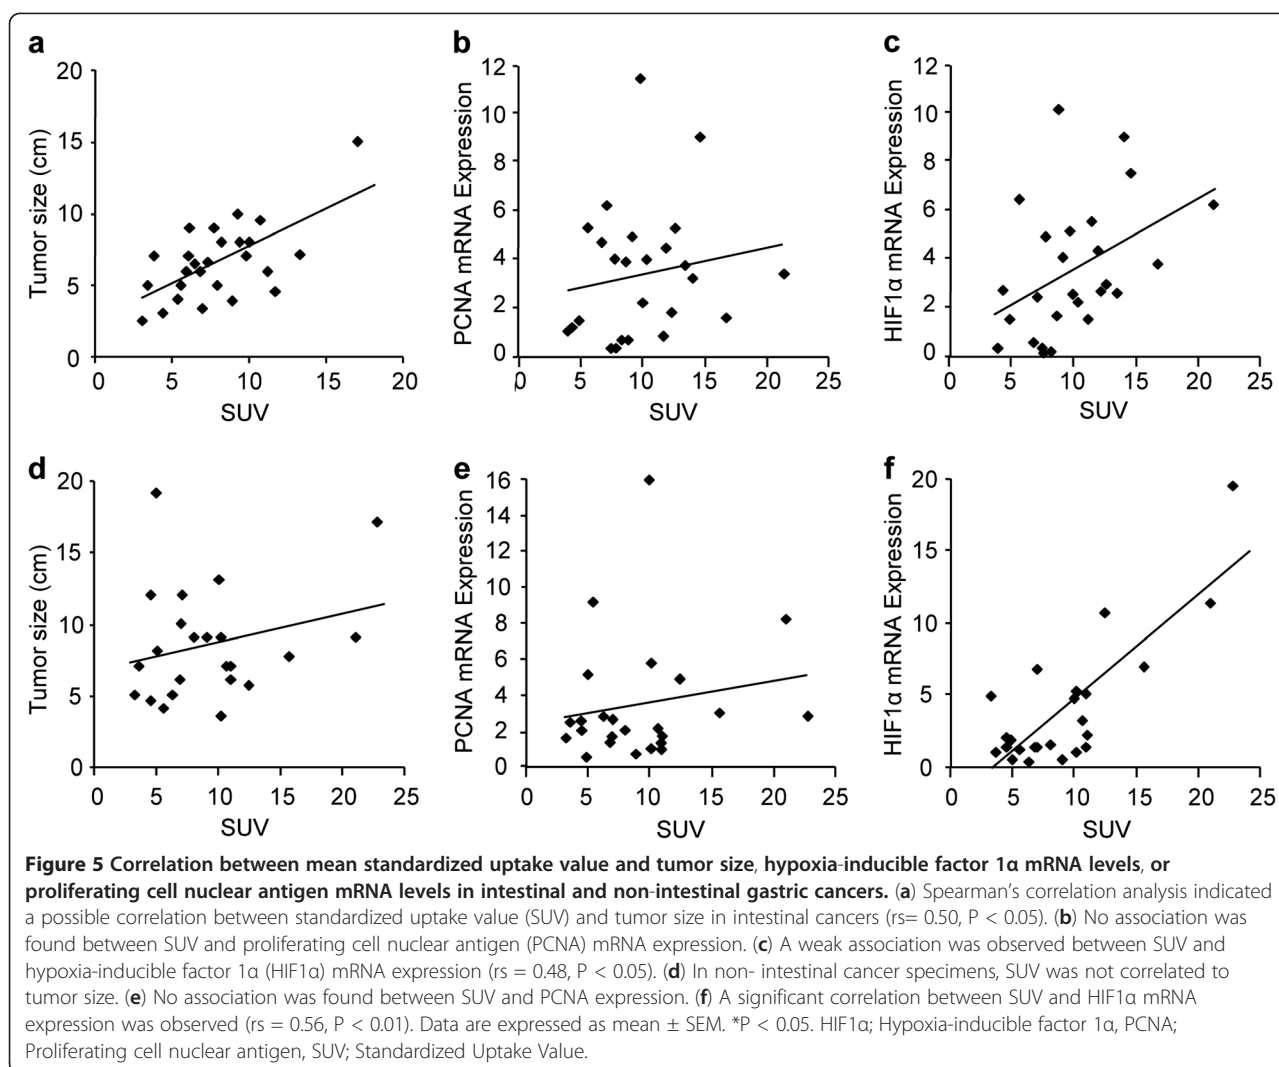 a
20
15
10
5
0
0 5 10 15 20
Tumor size (cm)
SUV
b
12
10
8
6
4
2
0
0 5 10 15 20 25
PCNA mRNA Expression
SUV
c
12
10
8
6
4
2
0
0 5 10 15 20 25
HIF1α mRNA Expression
SUV
d
20
15
10
5
0
0 5 10 15 20 25
Tumor size (cm)
SUV
e
16
14
12
10
8
6
4
2
0
0 5 10 15 20 25
PCNA mRNA Expression
SUV
f
20
15
10
5
0
0 5 10 15 20 25
HIF1α mRNA Expression
SUV
Figure 5 Correlation between mean standardized uptake value and tumor size, hypoxia-inducible factor 1α mRNA levels, or
proliferating cell nuclear antigen mRNA levels in intestinal and non-intestinal gastric cancers. (a) Spearman's correlation analysis indicated
a possible correlation between standardized uptake value (SUV) and tumor size in intestinal cancers (rs= 0.50, P < 0.05). (b) No association was
found between SUV and proliferating cell nuclear antigen (PCNA) mRNA expression. (c) A weak association was observed between SUV and
hypoxia-inducible factor 1α (HIF1α) mRNA expression (rs = 0.48, P < 0.05). (d) In non- intestinal cancer specimens, SUV was not correlated to
tumor size. (e) No association was found between SUV and PCNA expression. (f) A significant correlation between SUV and HIF1α mRNA
expression was observed (rs = 0.56, P < 0.01). Data are expressed as mean ± SEM. *P < 0.05. HIF1α; Hypoxia-inducible factor 1α, PCNA;
Proliferating cell nuclear antigen, SUV; Standardized Uptake Value.